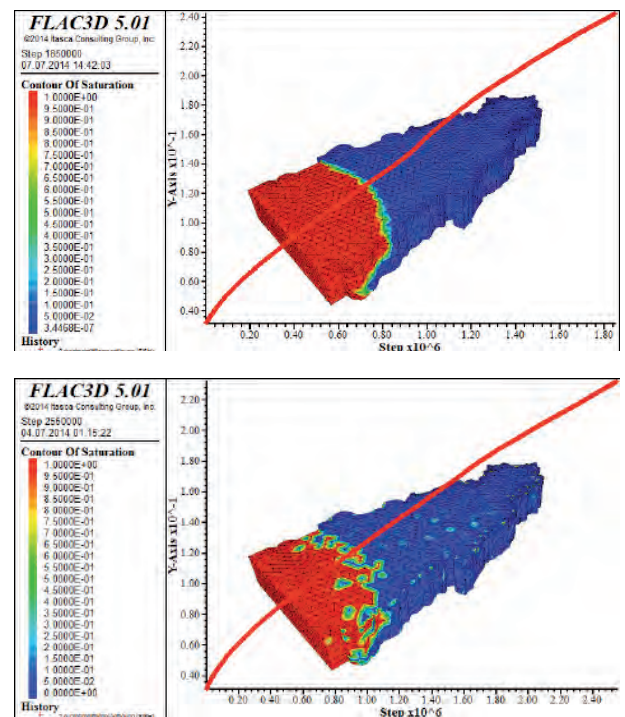 FLAC3D 5.01
©2014 Itasca Consulting Group, Inc.
Step 1850000
07.07.2014 14:42:03
Contour Of Saturation
1.0000E+00
9.5000E-01
9.0000E-01
8.5000E-01
8.0000E-01
7.5000E-01
7.0000E-01
6.5000E-01
6.0000E-01
5.5000E-01
5.0000E-01
4.5000E-01
4.0000E-01
3.5000E-01
3.0000E-01
2.5000E-01
2.0000E-01
1.5000E-01
1.0000E-01
5.0000E-02
3.4468E-07
History
Y-Axis x10^-1
2.40
2.20
2.00
1.80
1.60
1.40
1.20
1.00
0.80
0.60
0.40
0.20 0.40 0.60 0.80 1.00 1.20 1.40 1.60 1.80
Step x10^6
FLAC3D 5.01
©2014 Itasca Consulting Group, Inc.
Step 2550000
04.07.2014 01:15:22
Contour Of Saturation
1.0000E+00
9.5000E-01
9.0000E-01
8.5000E-01
8.0000E-01
7.5000E-01
7.0000E-01
6.5000E-01
6.0000E-01
5.5000E-01
5.0000E-01
4.5000E-01
4.0000E-01
3.5000E-01
3.0000E-01
2.5000E-01
2.0000E-01
1.5000E-01
1.0000E-01
5.0000E-02
0.0000E+00
History
Y-Axis x10^-1
2.20
2.00
1.80
1.60
1.40
1.20
1.00
0.80
0.60
0.40
0.20 0.40 0.60 0.80 1.00 1.20 1.40 1.60 1.80 2.00 2.20 2.40
Step x10^6